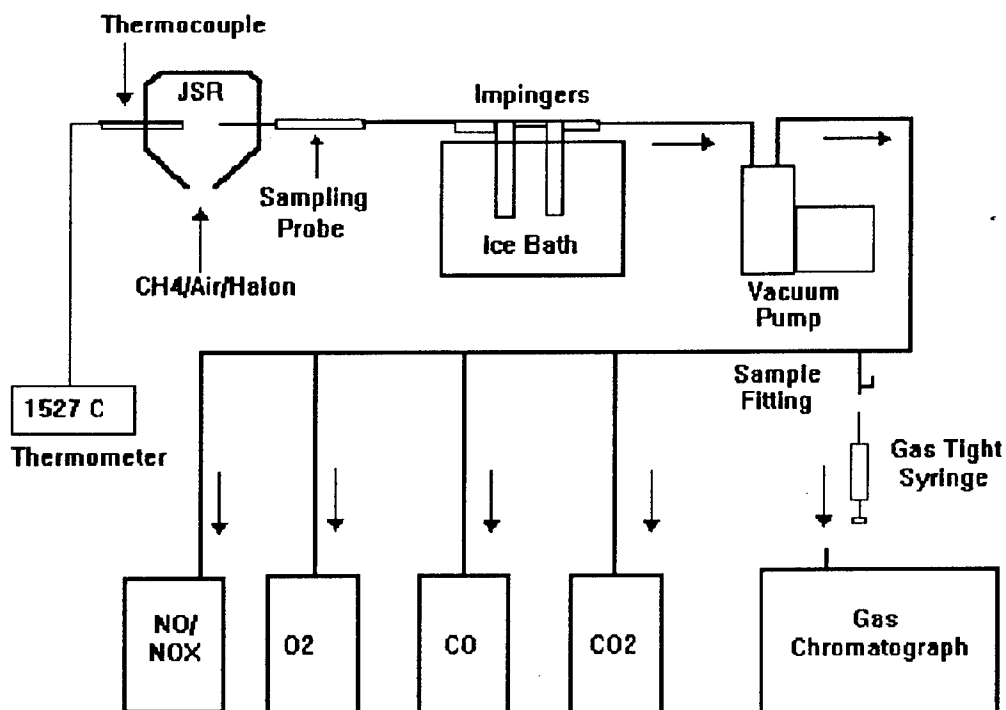 Thermocouple
JSR
Impingers
Sampling
Probe
Ice Bath
CH4/Air/Halon
Vacuum
Pump
Sample
Fitting
1527 C
Thermometer
Gas Tight
Syringe
NO/
NOX
O2
CO
CO2
Gas
Chromatograph